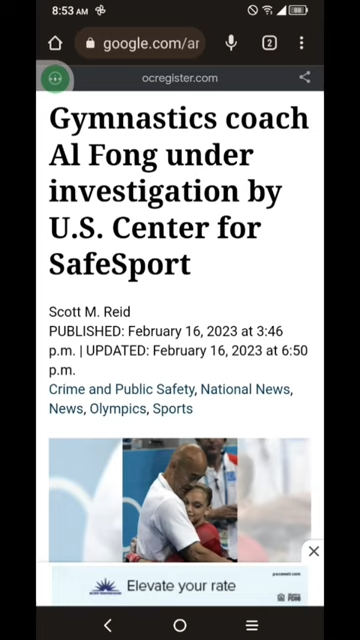 8:53 AM
google.com/ar
2
ocregister.com
Gymnastics coach
Al Fong under
investigation by
U.S. Center for
SafeSport
Scott M. Reid
PUBLISHED: February 16, 2023 at 3:46
p.m. | UPDATED: February 16, 2023 at 6:50
p.m.
Crime and Public Safety, National News,
News, Olympics, Sports
Elevate your rate